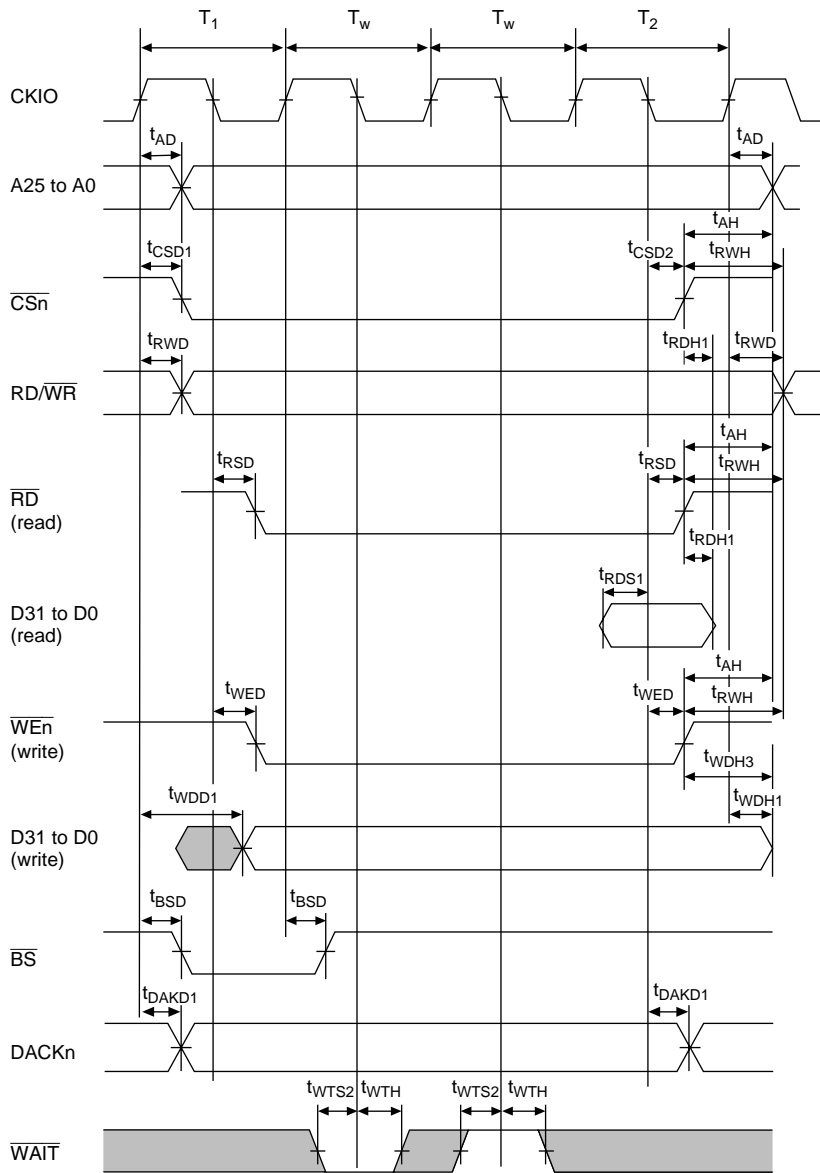 T1 Tw Tw T2
CKIO
tAD tAD
A25 to A0
tAH
tCSD1 tCSD2 tRWH
CSn
tRDH1
tRWD tRWD
RD/WR
tAH
tRSD tRSD tRWH
RD
(read)
tRDH1
tRDS1
D31 to D0
(read)
tAH
tWED tWED tRWH
WEn
(write)
tWDH3
tWDD1 tWDH1
D31 to D0
(write)
tBSD tBSD
BS
tDAKD1 tDAKD1
DACKn
tWTS2 tWTH tWTS2 tWTH
WAIT